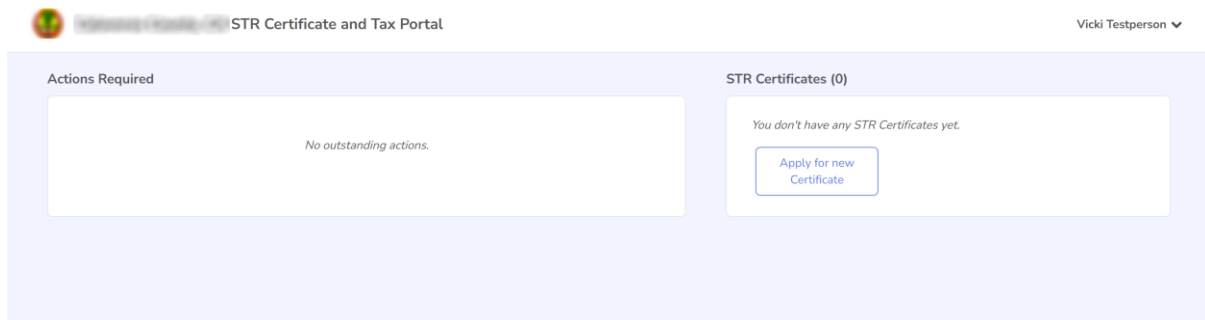 STR Certificate and Tax Portal
Vicki Testperson
Actions Required
No outstanding actions.
STR Certificates (0)
You don't have any STR Certificates yet.
Apply for new
Certificate